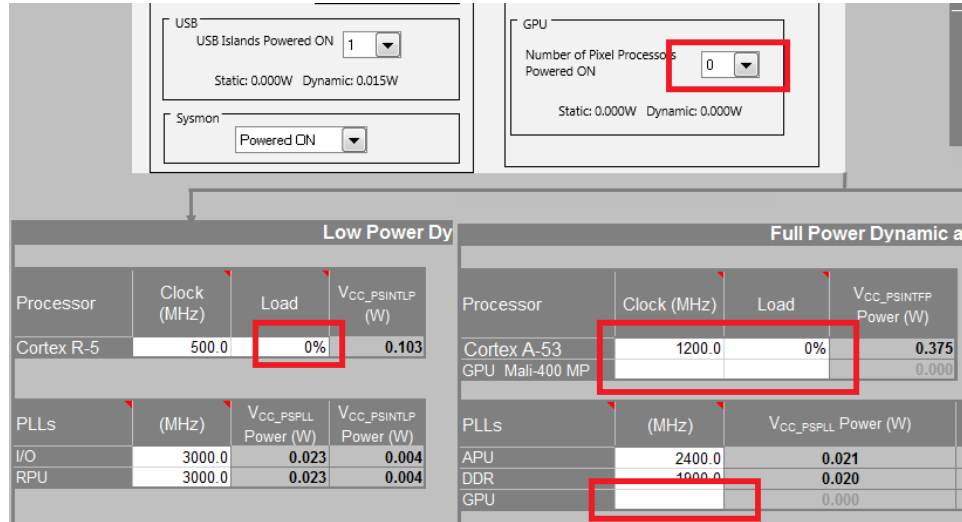 USB
USB Islands Powered ON 1
Static: 0.000W Dynamic: 0.015W
Sysmon
Powered ON
GPU
Number of Pixel Processors
Powered ON
0
Static: 0.000W Dynamic: 0.000W
Low Power Dy
Processor Clock (MHz) Load VCC_PSINTLP (W)
Cortex R-5 500.0 0% 0.103
PLLs (MHz) VCC_PSPLL Power (W) VCC_PSINTLP Power (W)
I/O 3000.0 0.023 0.004
RPU 3000.0 0.023 0.004
Full Power Dynamic a
Processor Clock (MHz) Load VCC_PSINTFP Power (W)
Cortex A-53 1200.0 0% 0.375
GPU Mali-400 MP 0.000
PLLs (MHz) VCC_PSPLL Power (W)
APU 2400.0 0.021
DDR 1900.0 0.020
GPU 0.000